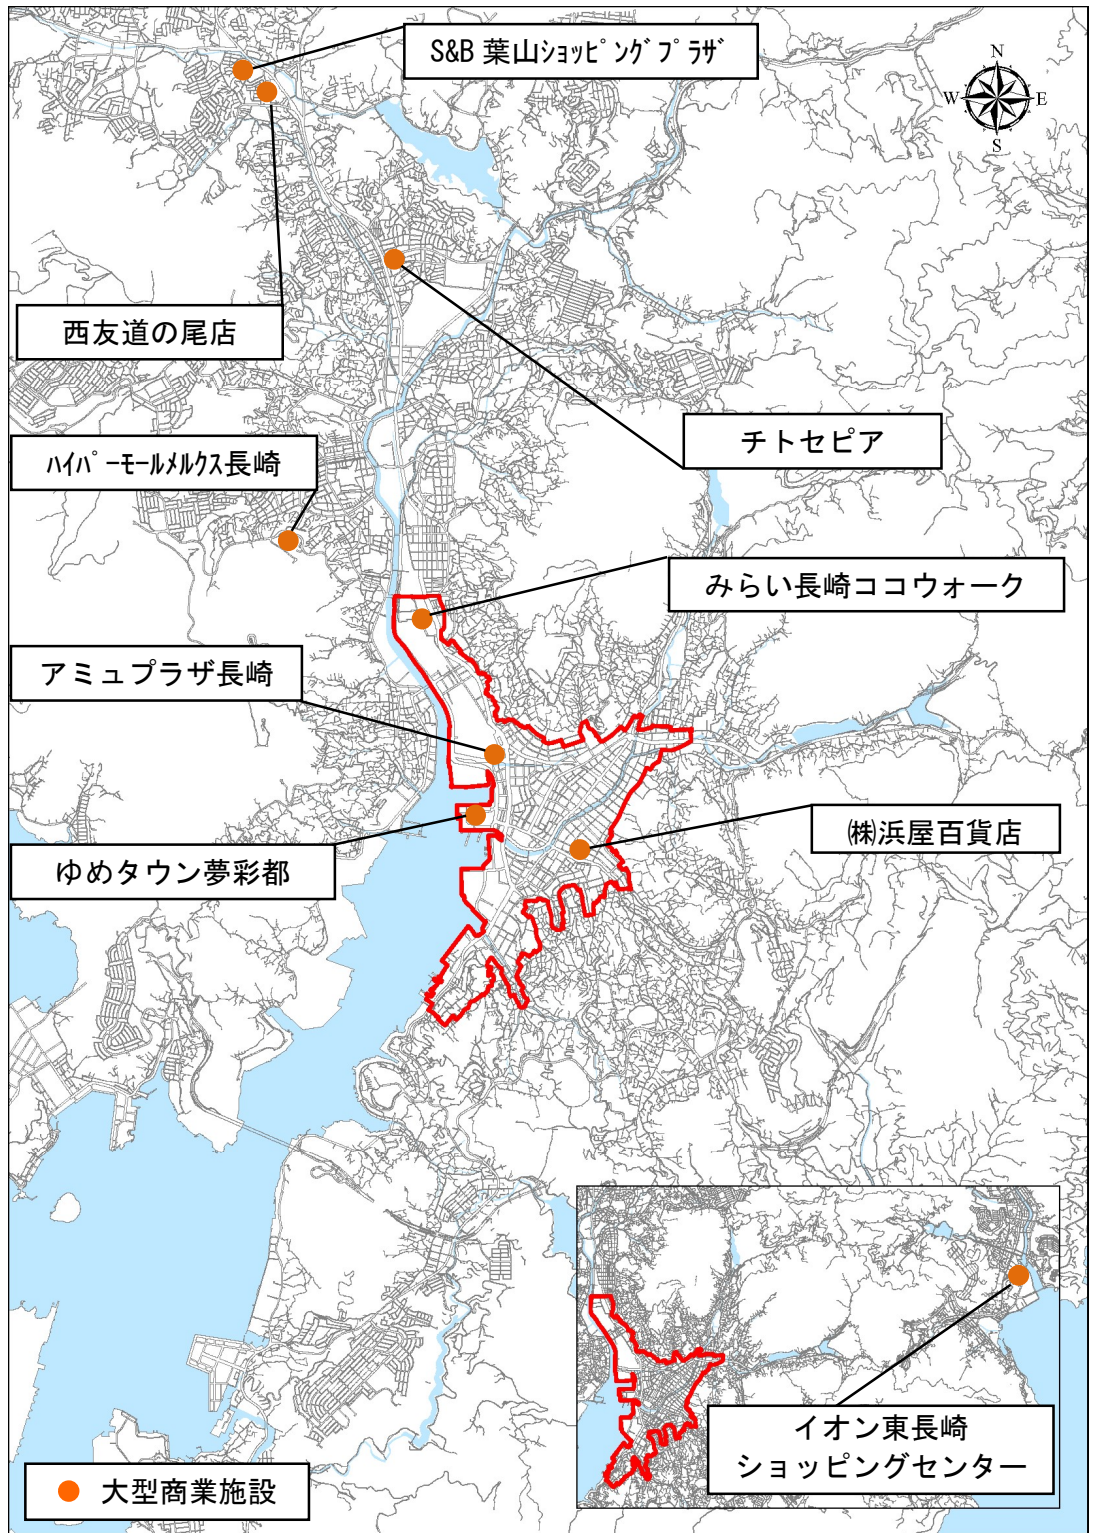 S&B 葉山ｼｮｯﾋﾟﾝｸﾞﾌﾟﾗｻﾞ
N
W
E
S
西友道の尾店
チトセピア
ﾊｲﾊﾟｰﾓｰﾙﾒﾙｸｽ長崎
みらい長崎ココウォーク
アミュプラザ長崎
㈱浜屋百貨店
ゆめタウン夢彩都
イオン東長崎
ショッピングセンター
大型商業施設